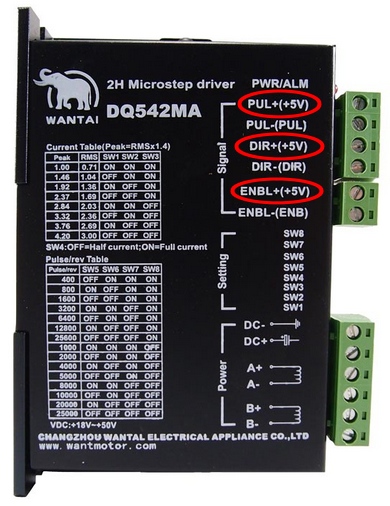 2H Microstep driver
WANTAI
DQ542MA
PWR/ALM
PUL+(+5V)
PUL-(PUL)
DIR+(+5V)
DIR-(DIR)
ENBL+(+5V)
ENBL-(ENB)
Signal
Current Table(Peak=RMSx1.4)
Peak RMS SW1 SW2 SW3
1.00 0.71 ON ON ON
1.46 1.04 OFF ON ON
1.92 1.36 ON OFF ON
2.37 1.69 OFF OFF ON
2.84 2.03 ON ON OFF
3.32 2.36 OFF ON OFF
3.76 2.69 ON OFF OFF
4.20 3.00 OFF OFF OFF
SW4:OFF=Half current;ON=Full current
Pulse/rev Table
Pulse/rev SW5 SW6 SW7 SW8
400 OFF ON ON ON
800 ON OFF ON ON
1600 OFF OFF ON ON
3200 ON ON OFF ON
6400 OFF ON OFF ON
12800 ON OFF OFF ON
25600 OFF OFF OFF ON
1000 ON ON ON OFF
2000 OFF ON ON OFF
4000 ON OFF ON OFF
5000 OFF OFF ON OFF
8000 ON ON OFF OFF
10000 OFF ON OFF OFF
20000 ON OFF OFF OFF
25000 OFF OFF OFF OFF
VDC:+18V~+50V
Setting
SW8
SW7
SW6
SW5
SW4
SW3
SW2
SW1
Power
DC-
DC+
A+
A-
B+
B-
CHANGZHOU WANTAI ELECTRICAL APPLIANCE CO.,LTD
www.wantmotor.com